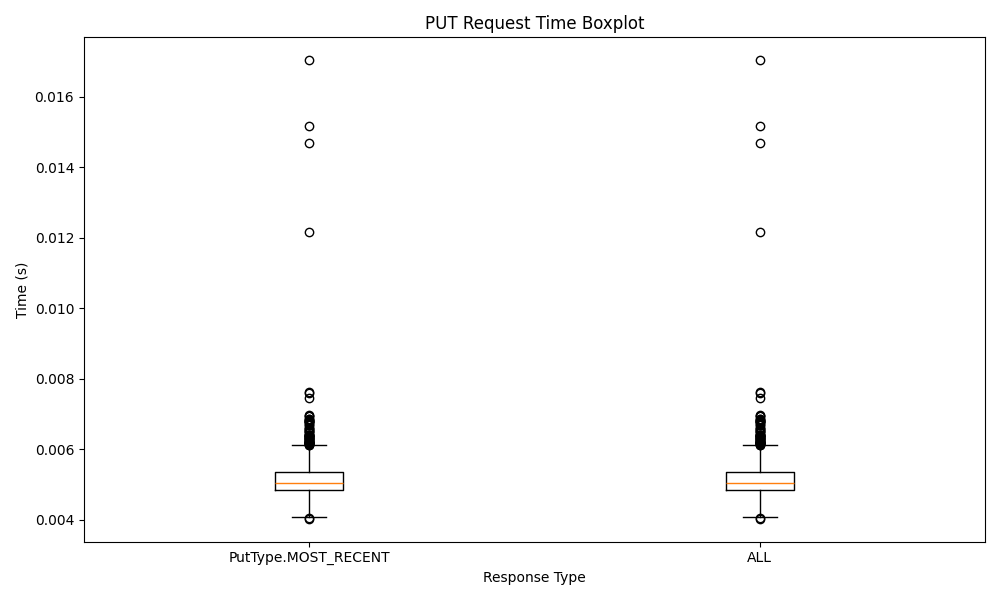 PUT Request Time Boxplot
0.016
0.014
0.012
0.010
0.008
0.006
0.004
Time (s)
PutType.MOST_RECENT
ALL
Response Type